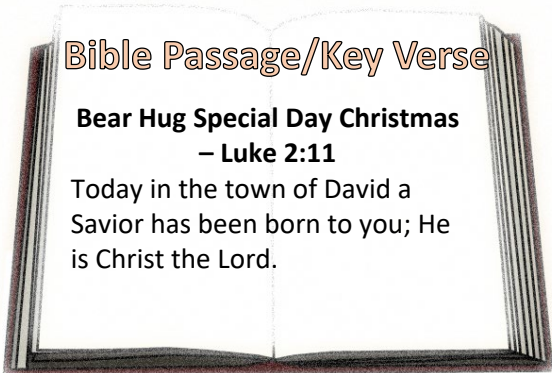 Bible Passage/Key Verse
Bear Hug Special Day Christmas
– Luke 2:11
Today in the town of David a
Savior has been born to you; He
is Christ the Lord.